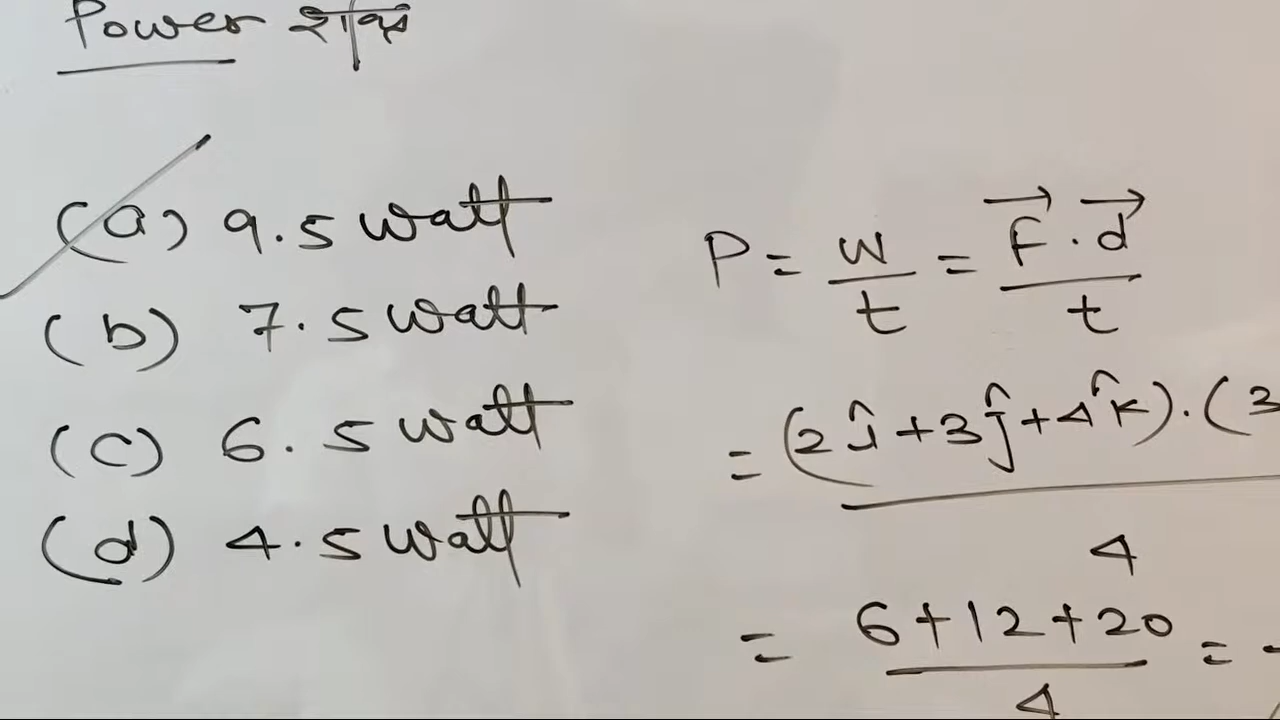 Power
(a) 9.5 watt
(b) 7.5 watt
(c) 6.5 watt
(d) 4.5 watt
P = W/t = F⃗ . d⃗ / t
= (2î + 3ĵ + 4k̂) . (3
4
= 6 + 12 + 20 / 4 =